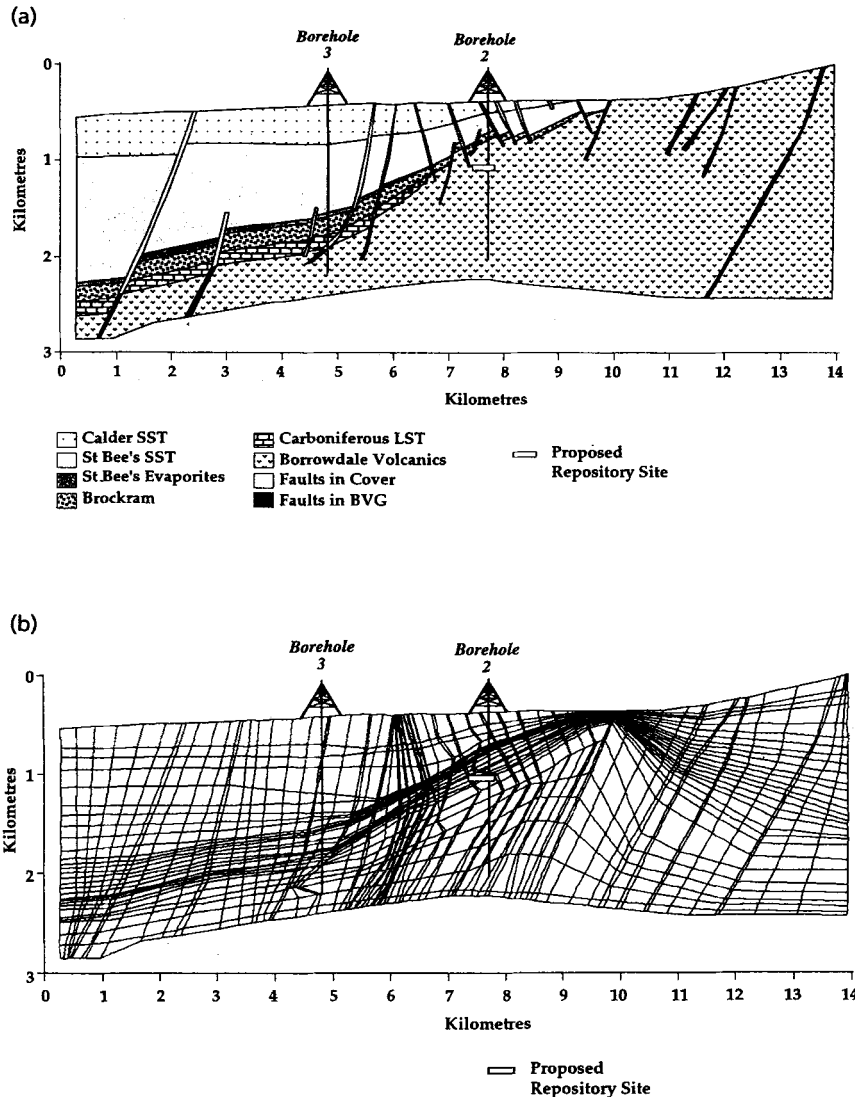 (a)
Borehole
3
Borehole
2
0
1
2
3
Kilometres
0 1 2 3 4 5 6 7 8 9 10 11 12 13 14
Kilometres
Calder SST
St Bee's SST
St.Bee's Evaporites
Brockram
Carboniferous LST
Borrowdale Volcanics
Faults in Cover
Faults in BVG
Proposed
Repository Site
(b)
Borehole
3
Borehole
2
0
1
2
3
Kilometres
0 1 2 3 4 5 6 7 8 9 10 11 12 13 14
Kilometres
Proposed
Repository Site